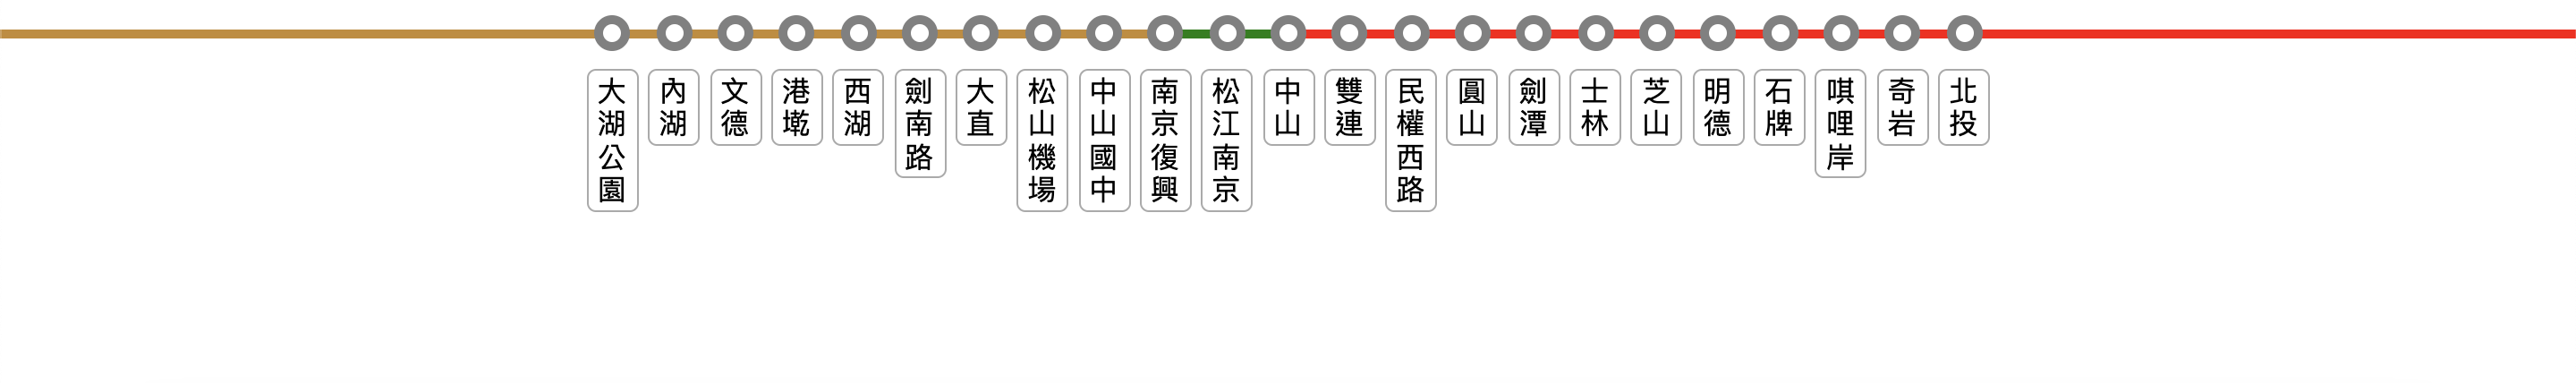 大湖公園
內湖
文德
港墘
西湖
劍南路
大直
松山機場
中山國中
南京復興
松江南京
中山
雙連
民權西路
圓山
劍潭
士林
芝山
明德
石牌
唭哩岸
奇岩
北投